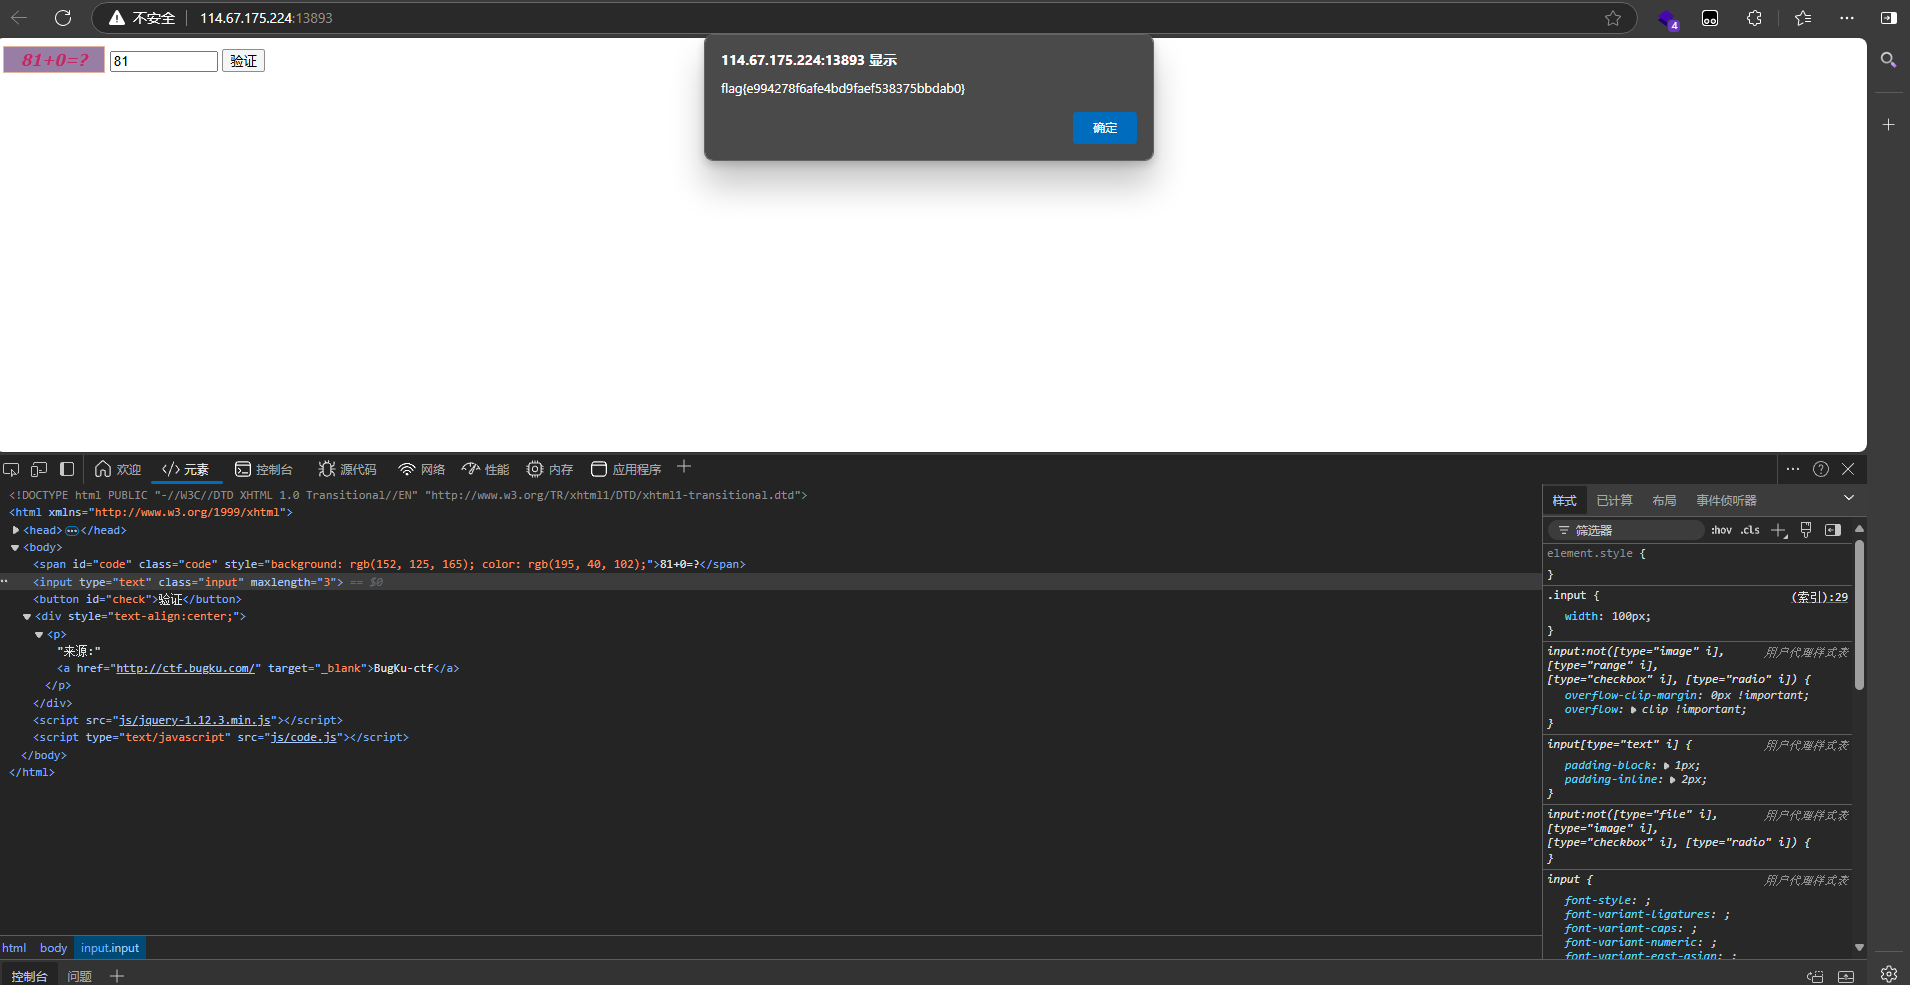 不安全 114.67.175.224:13893
4
81+0=? 81 验证
114.67.175.224:13893 显示
flag{e994278f6afe4bd9faef538375bbdab0}
确定
欢迎 元素 控制台 源代码 网络 性能 内存 应用程序
<!DOCTYPE html PUBLIC "-//W3C//DTD XHTML 1.0 Transitional//EN" "http://www.w3.org/TR/xhtml1/DTD/xhtml1-transitional.dtd">
<html xmlns="http://www.w3.org/1999/xhtml">
<head>…</head>
<body>
<span id="code" class="code" style="background: rgb(152, 125, 165); color: rgb(195, 40, 102);">81+0=?</span>
<input type="text" class="input" maxlength="3"> == $0
<button id="check">验证</button>
<div style="text-align:center;">
<p>
"来源:"
<a href="http://ctf.bugku.com/" target="_blank">BugKu-ctf</a>
</p>
</div>
<script src="js/jquery-1.12.3.min.js"></script>
<script type="text/javascript" src="js/code.js"></script>
</body>
</html>
html body input.input
控制台 问题
样式 已计算 布局 事件侦听器
筛选器 :hov .cls
element.style {
}
.input { (索引):29
width: 100px;
}
input:not([type="image" i], 用户代理样式表
[type="range" i],
[type="checkbox" i], [type="radio" i]) {
overflow-clip-margin: 0px !important;
overflow: clip !important;
}
input[type="text" i] { 用户代理样式表
padding-block: 1px;
padding-inline: 2px;
}
input:not([type="file" i], 用户代理样式表
[type="image" i],
[type="checkbox" i], [type="radio" i]) {
}
input { 用户代理样式表
font-style: ;
font-variant-ligatures: ;
font-variant-caps: ;
font-variant-numeric: ;
font-variant-east-asian: ;